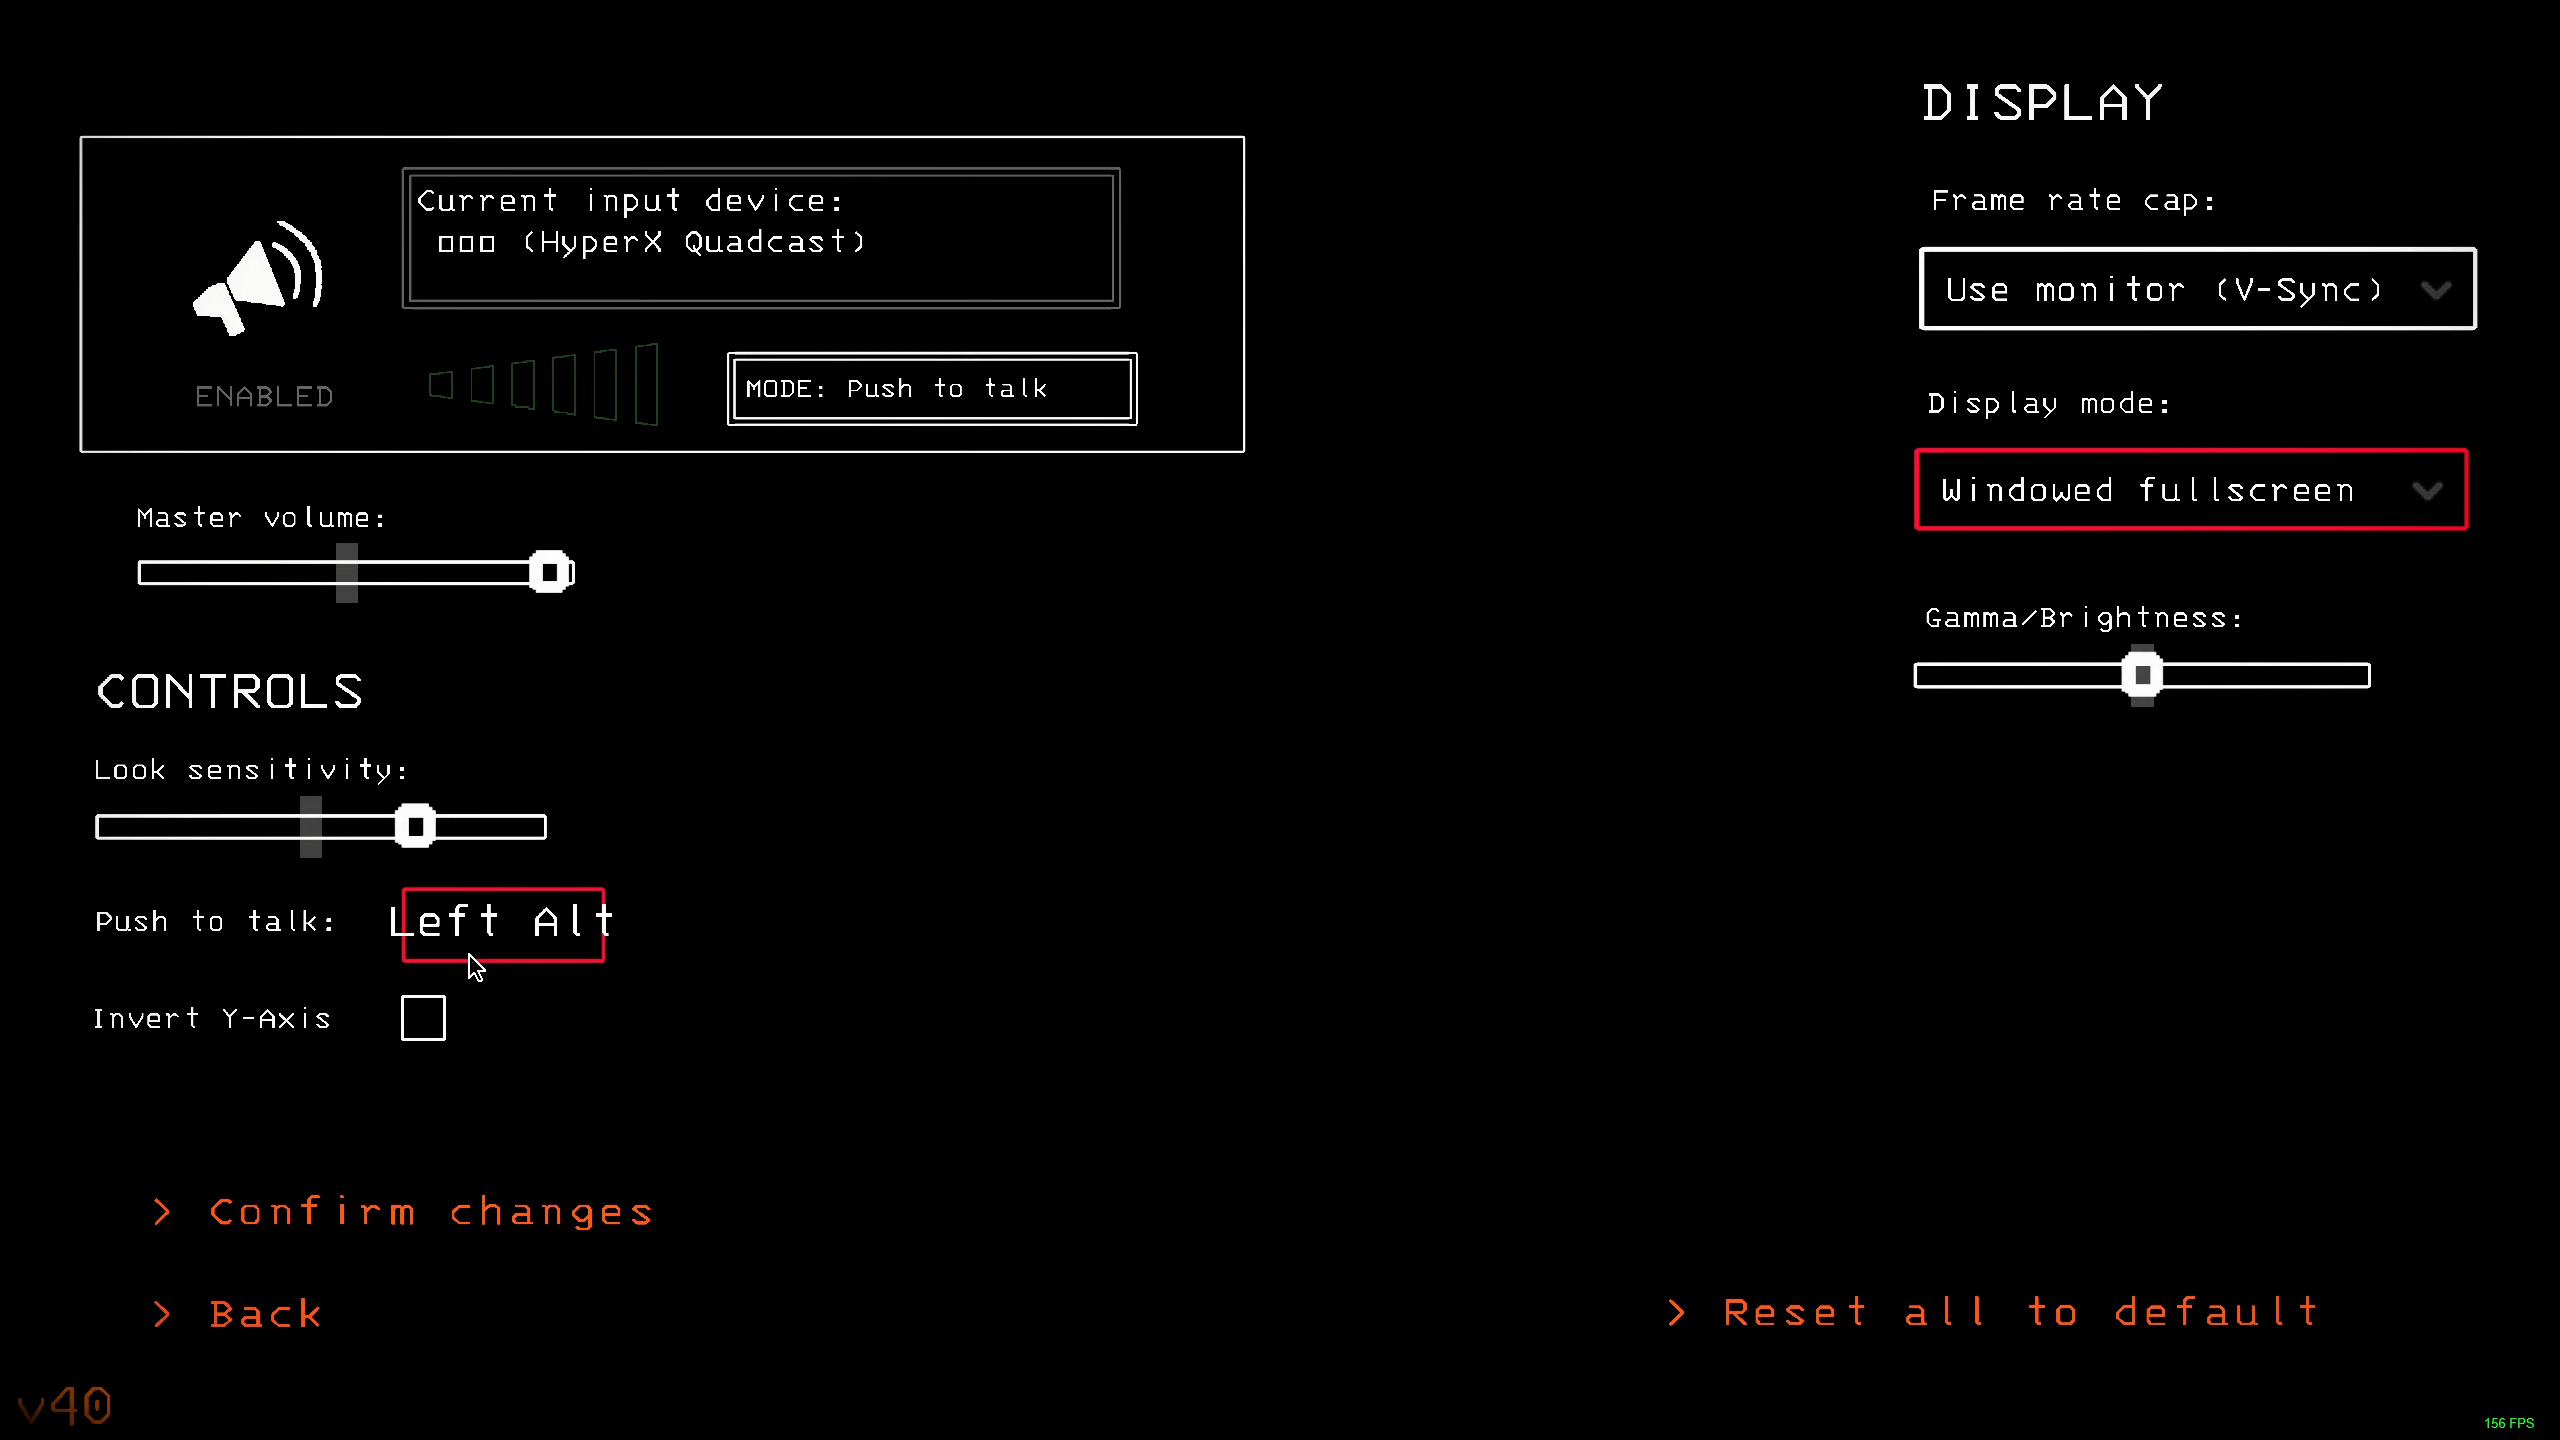 Current input device:
□□□ (HyperX Quadcast)
ENABLED
MODE: Push to talk
Master volume:
CONTROLS
Look sensitivity:
Push to talk: Left Alt
Invert Y-Axis
> Confirm changes
> Back
v40
DISPLAY
Frame rate cap:
Use monitor (V-Sync)
Display mode:
Windowed fullscreen
Gamma/Brightness:
> Reset all to default
156 FPS